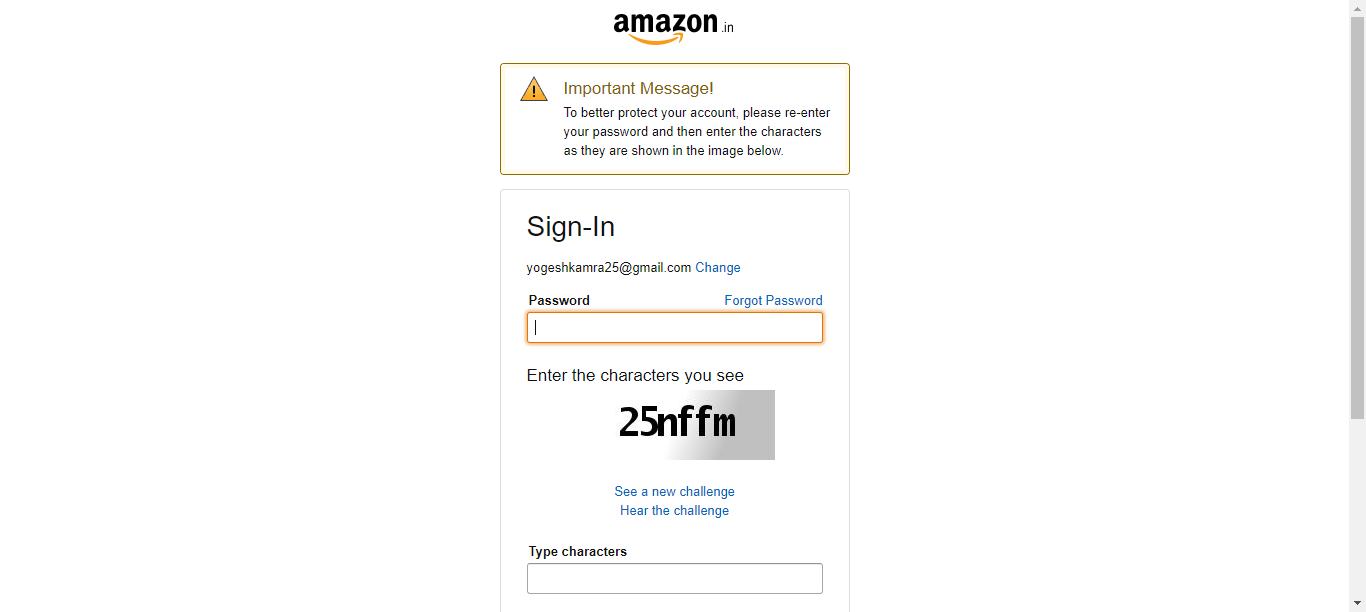 amazon.in
Important Message!
To better protect your account, please re-enter
your password and then enter the characters
as they are shown in the image below.
Sign-In
yogeshkamra25@gmail.com Change
Password Forgot Password
Enter the characters you see
25nffm
See a new challenge
Hear the challenge
Type characters